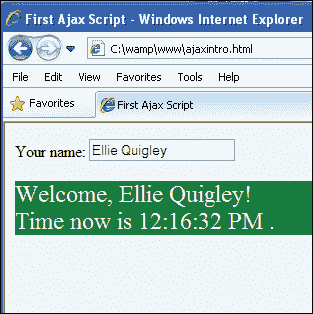 First Ajax Script - Windows Internet Explorer
C:\wamp\www\ajaxintro.html
File Edit View Favorites Tools Help
Favorites First Ajax Script
Your name: Ellie Quigley
Welcome, Ellie Quigley!
Time now is 12:16:32 PM .